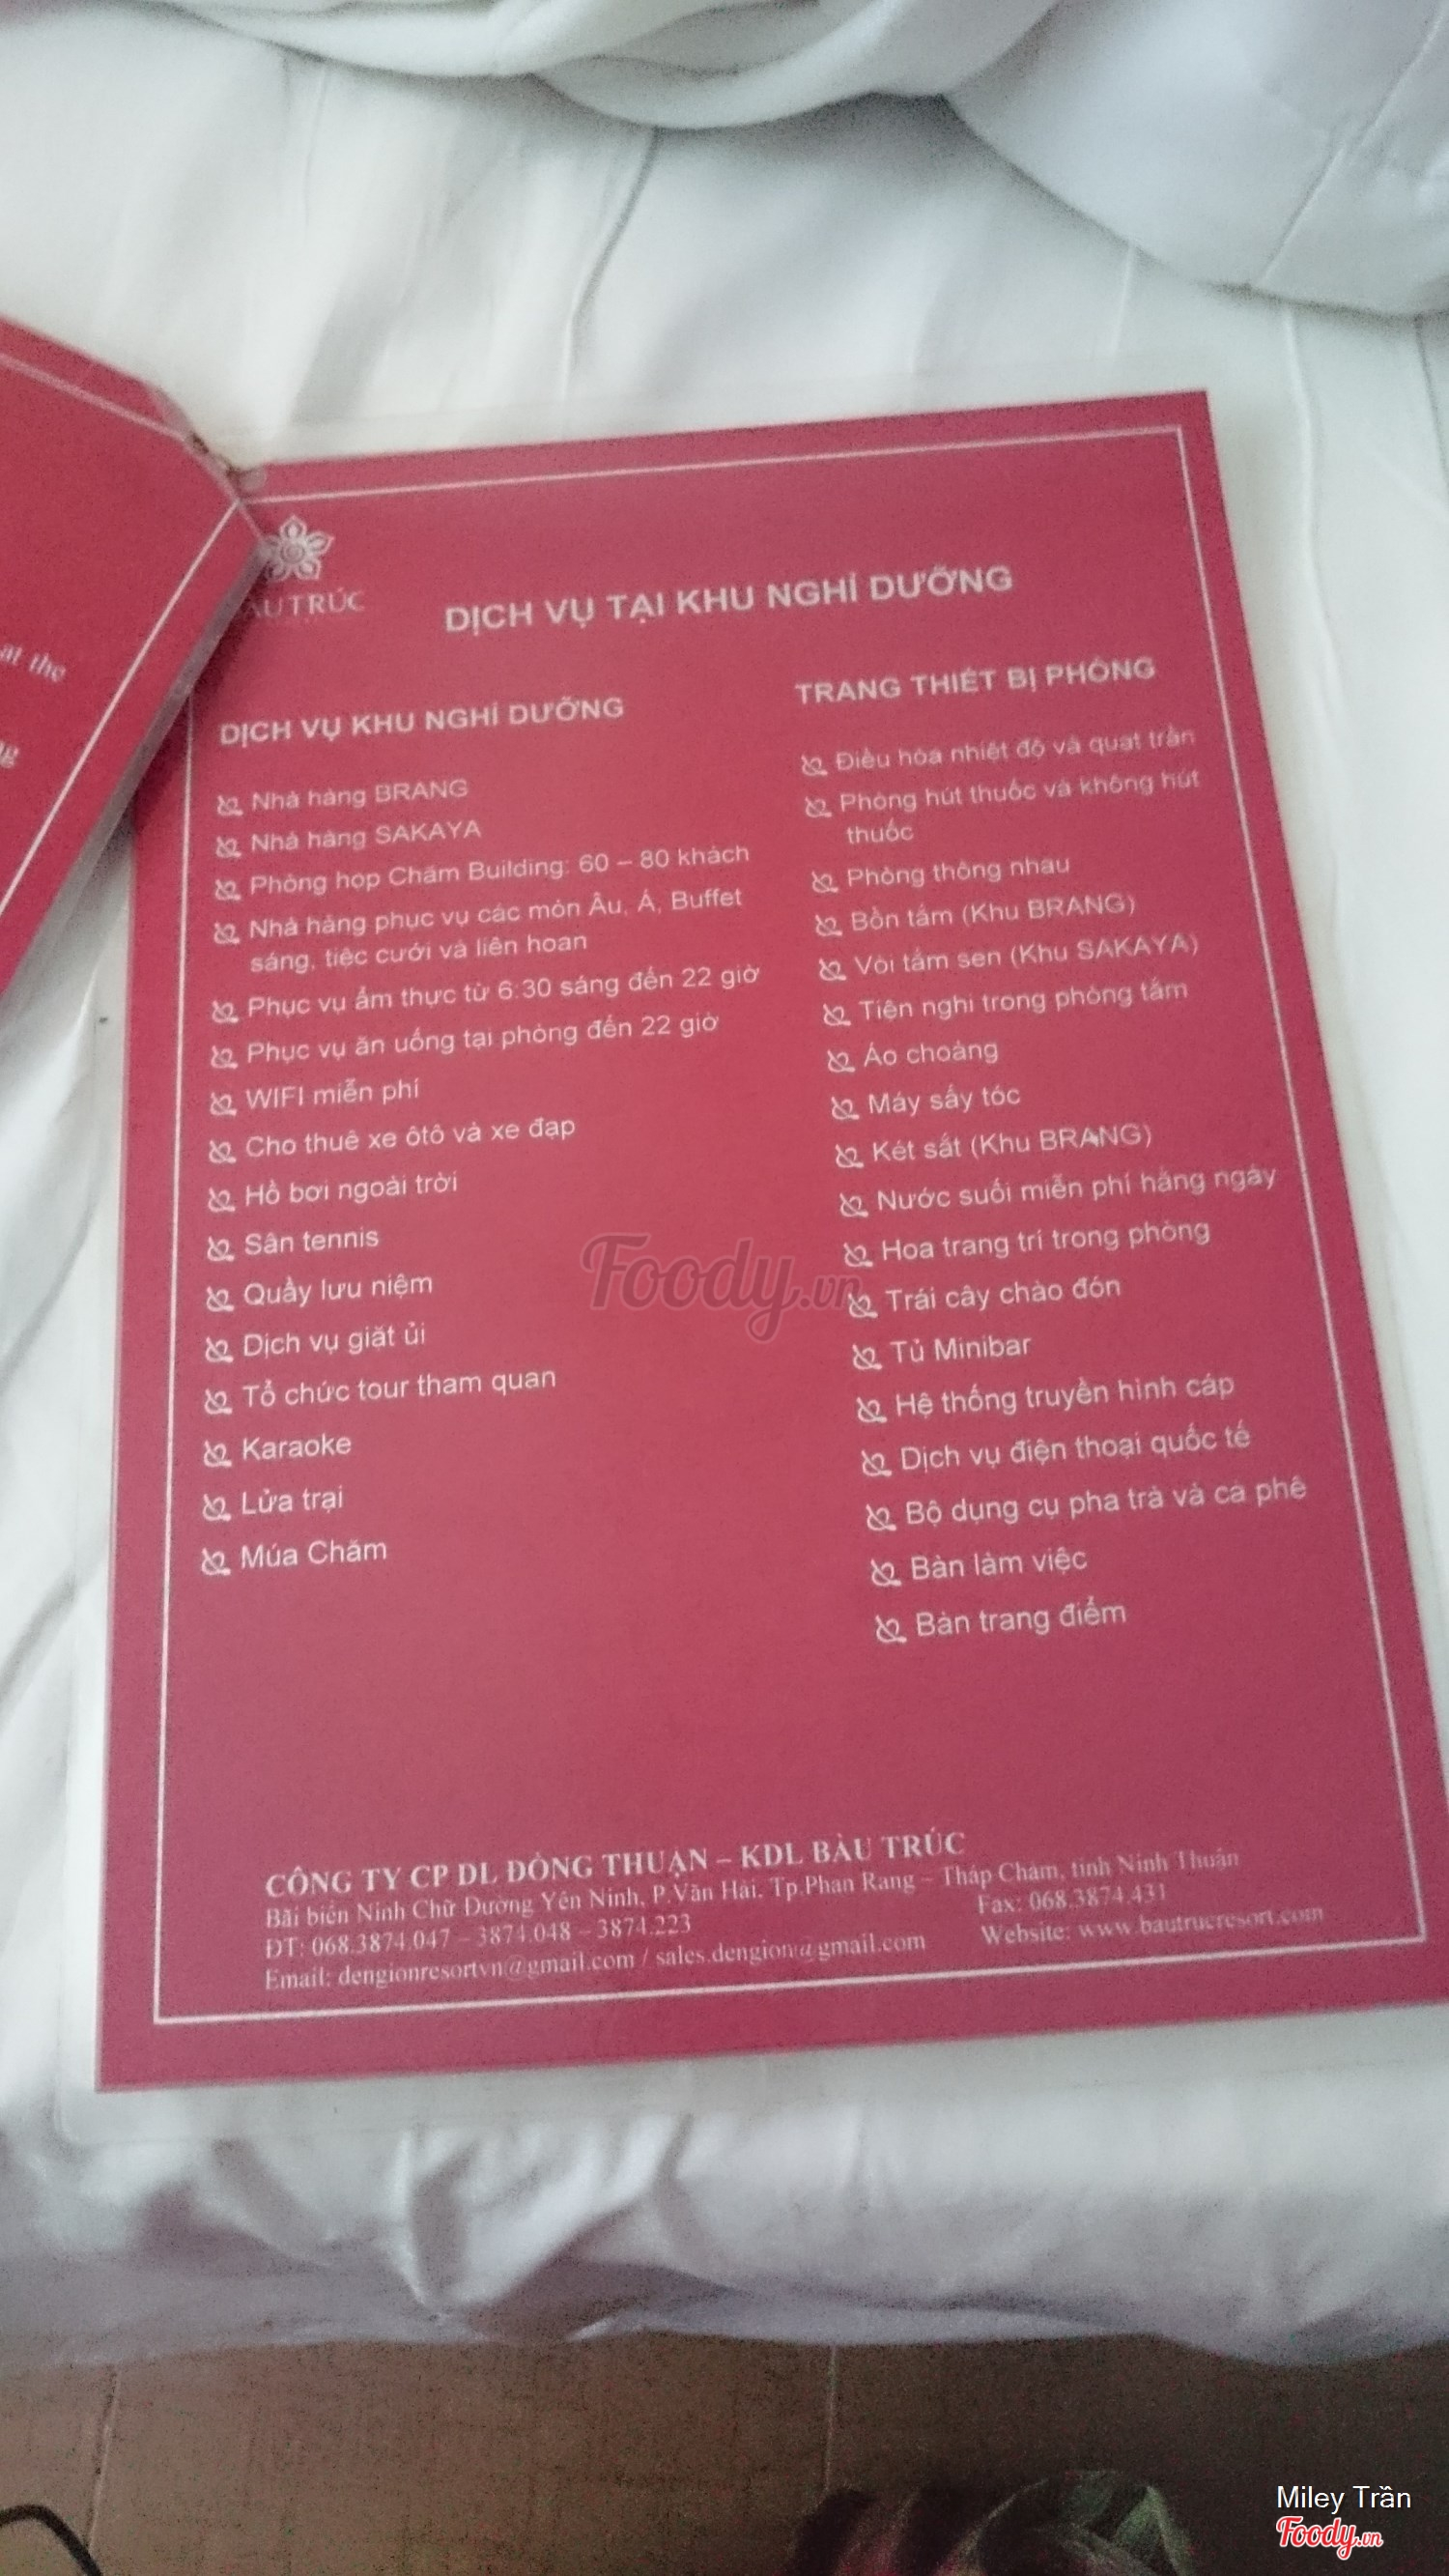 at the
ÀU TRÚC
DỊCH VỤ TẠI KHU NGHỈ DƯỠNG
DỊCH VỤ KHU NGHỈ DƯỠNG
Nhà hàng BRANG
Nhà hàng SAKAYA
Phòng họp Chăm Building: 60 – 80 khách
Nhà hàng phục vụ các món Âu, Á, Buffet
sáng, tiệc cưới và liên hoan
Phục vụ ẩm thực từ 6:30 sáng đến 22 giờ
Phục vụ ăn uống tại phòng đến 22 giờ
WIFI miễn phí
Cho thuê xe ôtô và xe đạp
Hồ bơi ngoài trời
Sân tennis
Quầy lưu niệm
Dịch vụ giặt ủi
Tổ chức tour tham quan
Karaoke
Lửa trại
Múa Chăm
TRANG THIẾT BỊ PHÒNG
Điều hòa nhiệt độ và quạt trần
Phòng hút thuốc và không hút
thuốc
Phòng thông nhau
Bồn tắm (Khu BRANG)
Vòi tắm sen (Khu SAKAYA)
Tiện nghi trong phòng tắm
Áo choàng
Máy sấy tóc
Két sắt (Khu BRANG)
Nước suối miễn phí hằng ngày
Hoa trang trí trong phòng
Trái cây chào đón
Tủ Minibar
Hệ thống truyền hình cáp
Dịch vụ điện thoại quốc tế
Bộ dụng cụ pha trà và cà phê
Bàn làm việc
Bàn trang điểm
Foody.vn
CÔNG TY CP DL ĐÒNG THUẬN – KDL BÀU TRÚC
Bãi biển Ninh Chữ Đường Yên Ninh, P.Văn Hải. Tp.Phan Rang – Tháp Chàm, tỉnh Ninh Thuận
ĐT: 068.3874.047 – 3874.048 – 3874.223 Fax: 068.3874.431
Email: dengionresortvn@gmail.com / sales.dengion@gmail.com Website: www.bautrucresort.com
Miley Trần
Foody.vn